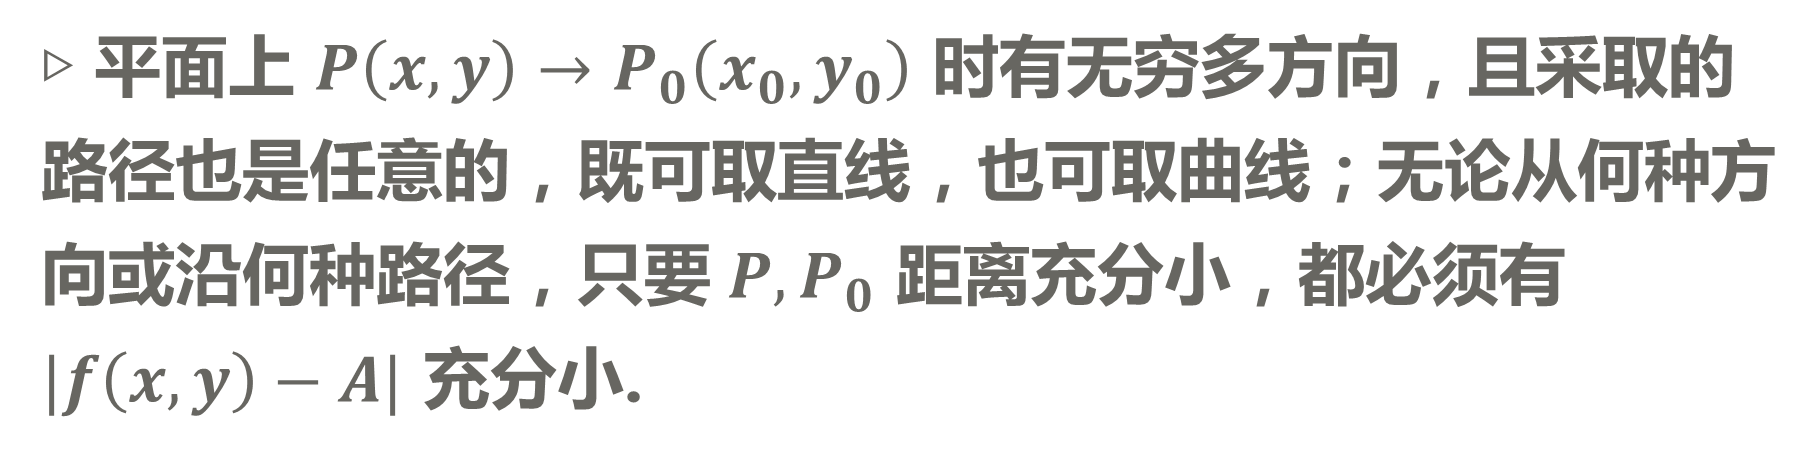 ▷ 平面上 P(x, y) → P₀(x₀, y₀) 时有无穷多方向，且采取的
路径也是任意的，既可取直线，也可取曲线；无论从何种方
向或沿何种路径，只要 P, P₀ 距离充分小，都必须有
|f(x, y) − A| 充分小.